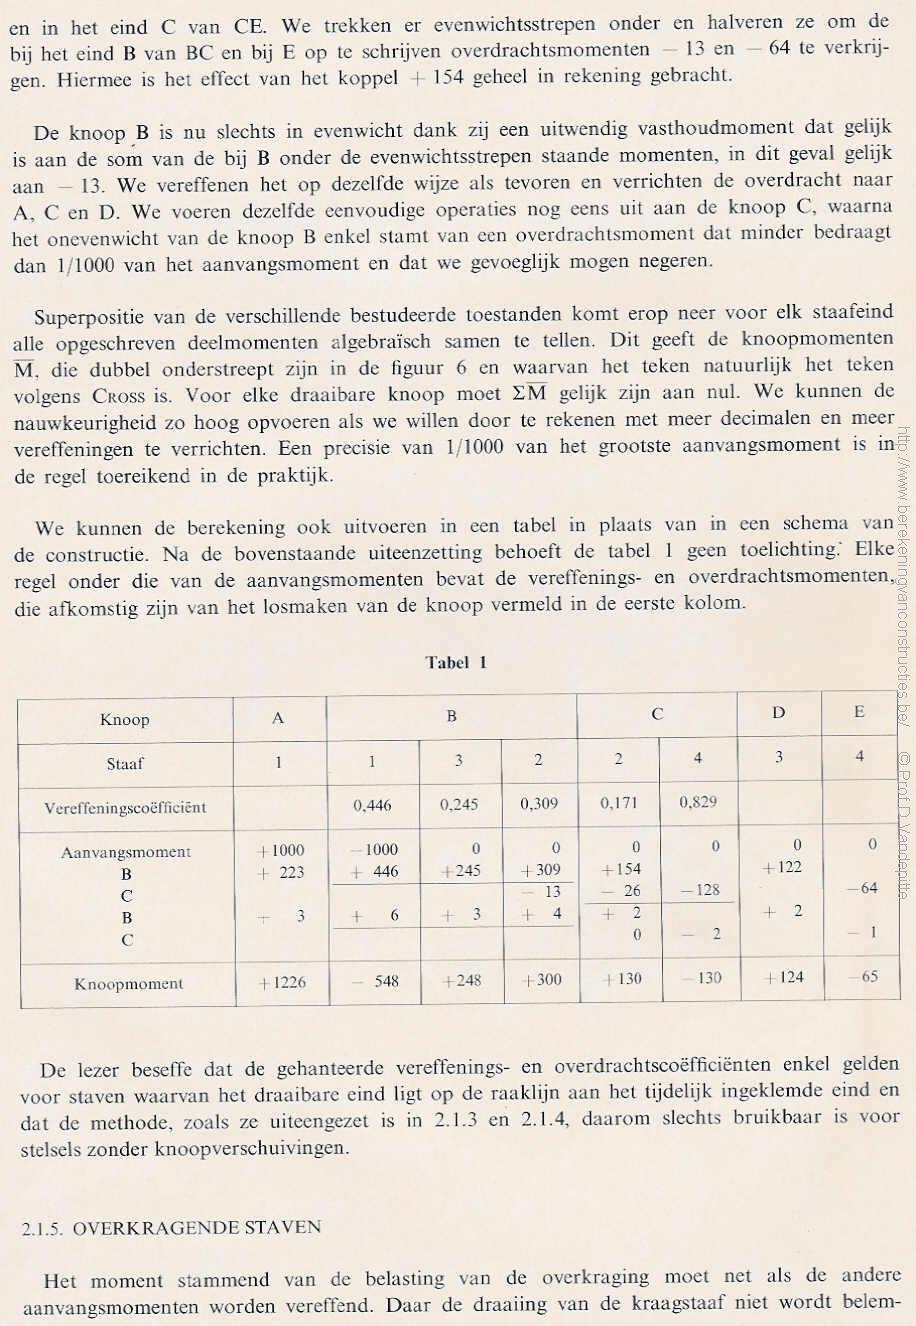 en in het eind C van CE. We trekken er evenwichtsstrepen onder en halveren ze om de
bij het eind B van BC en bij E op te schrijven overdrachtsmomenten − 13 en − 64 te verkrij-
gen. Hiermee is het effect van het koppel + 154 geheel in rekening gebracht.
De knoop B is nu slechts in evenwicht dank zij een uitwendig vasthoudmoment dat gelijk
is aan de som van de bij B onder de evenwichtsstrepen staande momenten, in dit geval gelijk
aan − 13. We vereffenen het op dezelfde wijze als tevoren en verrichten de overdracht naar
A, C en D. We voeren dezelfde eenvoudige operaties nog eens uit aan de knoop C, waarna
het onevenwicht van de knoop B enkel stamt van een overdrachtsmoment dat minder bedraagt
dan 1/1000 van het aanvangsmoment en dat we gevoeglijk mogen negeren.
Superpositie van de verschillende bestudeerde toestanden komt erop neer voor elk staafeind
alle opgeschreven deelmomenten algebraïsch samen te tellen. Dit geeft de knoopmomenten
M̅, die dubbel onderstreept zijn in de figuur 6 en waarvan het teken natuurlijk het teken
volgens CROSS is. Voor elke draaibare knoop moet ΣM̅ gelijk zijn aan nul. We kunnen de
nauwkeurigheid zo hoog opvoeren als we willen door te rekenen met meer decimalen en meer
vereffeningen te verrichten. Een precisie van 1/1000 van het grootste aanvangsmoment is in
de regel toereikend in de praktijk.
We kunnen de berekening ook uitvoeren in een tabel in plaats van in een schema van
de constructie. Na de bovenstaande uiteenzetting behoeft de tabel 1 geen toelichting. Elke
regel onder die van de aanvangsmomenten bevat de vereffenings- en overdrachtsmomenten,
die afkomstig zijn van het losmaken van de knoop vermeld in de eerste kolom.
Tabel 1
Knoop A B C D E
Staaf 1 1 3 2 2 4 3 4
Vereffeningscoëfficiënt 0,446 0,245 0,309 0,171 0,829
Aanvangsmoment +1000 −1000 0 0 0 0 0 0
B + 223 + 446 +245 +309 +154 +122
C − 13 − 26 −128 −64
B + 3 + 6 + 3 + 4 + 2 + 2
C 0 − 2 − 1
Knoopmoment +1226 − 548 +248 +300 +130 −130 +124 −65
De lezer beseffe dat de gehanteerde vereffenings- en overdrachtscoëfficiënten enkel gelden
voor staven waarvan het draaibare eind ligt op de raaklijn aan het tijdelijk ingeklemde eind en
dat de methode, zoals ze uiteengezet is in 2.1.3 en 2.1.4, daarom slechts bruikbaar is voor
stelsels zonder knoopverschuivingen.
2.1.5. OVERKRAGENDE STAVEN
Het moment stammend van de belasting van de overkraging moet net als de andere
aanvangsmomenten worden vereffend. Daar de draaiing van de kraagstaaf niet wordt belem-
http://www.berekeningvanconstructies.be/ © Prof.D.Vandepitte